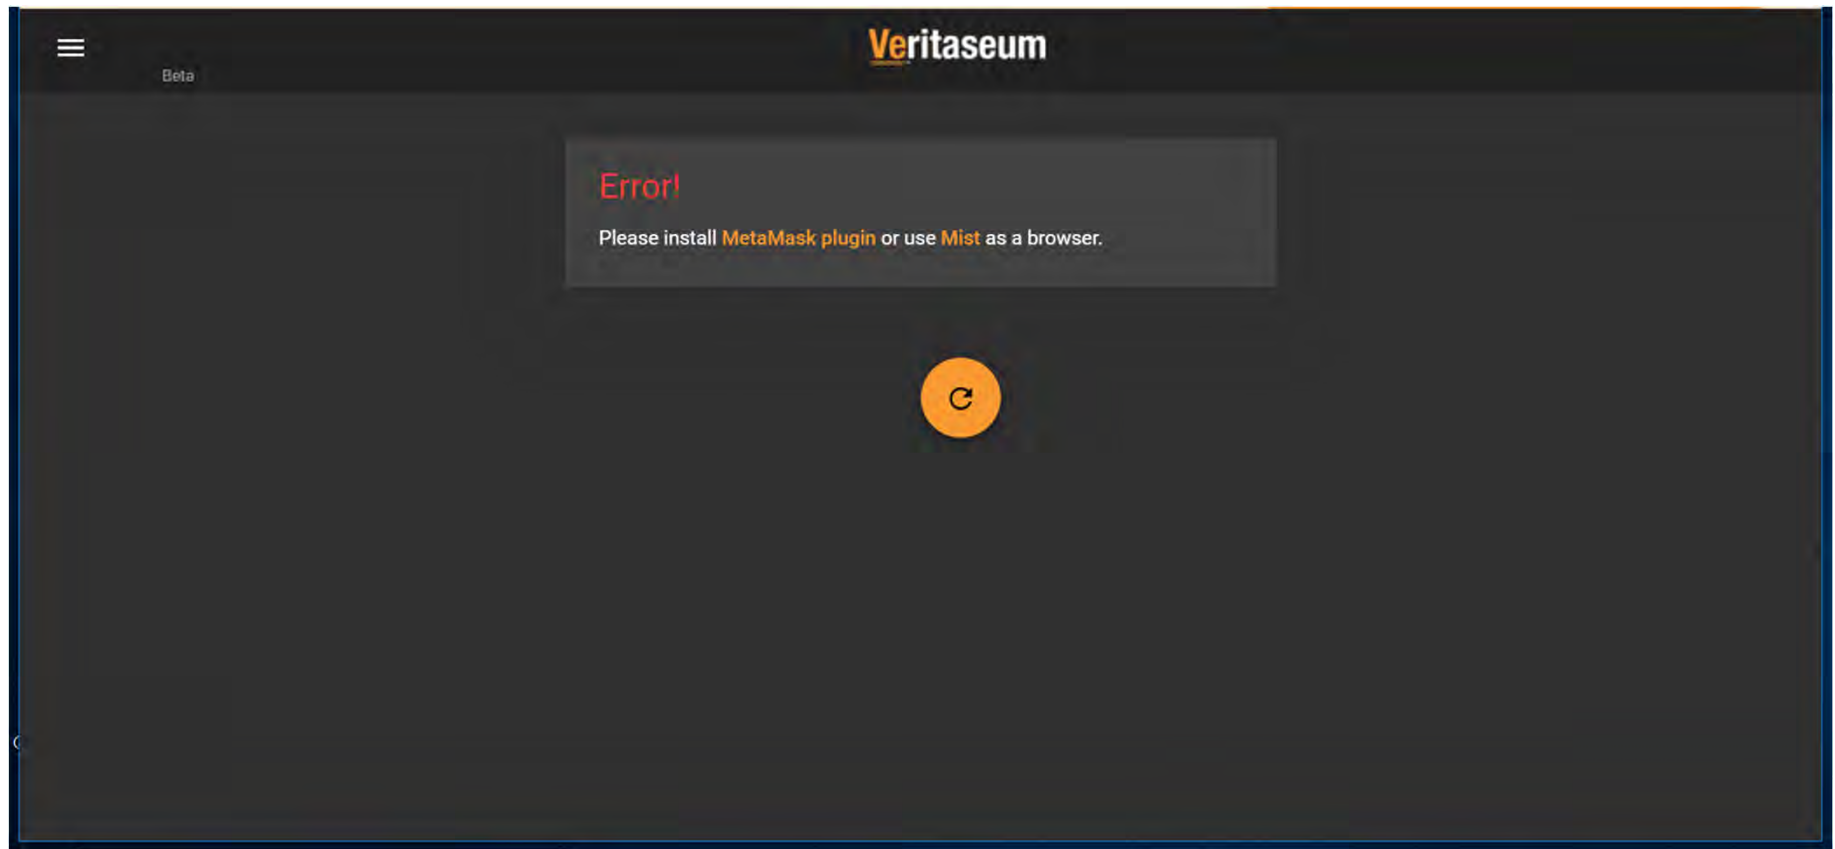 Veritaseum
Beta
Error!
Please install MetaMask plugin or use Mist as a browser.